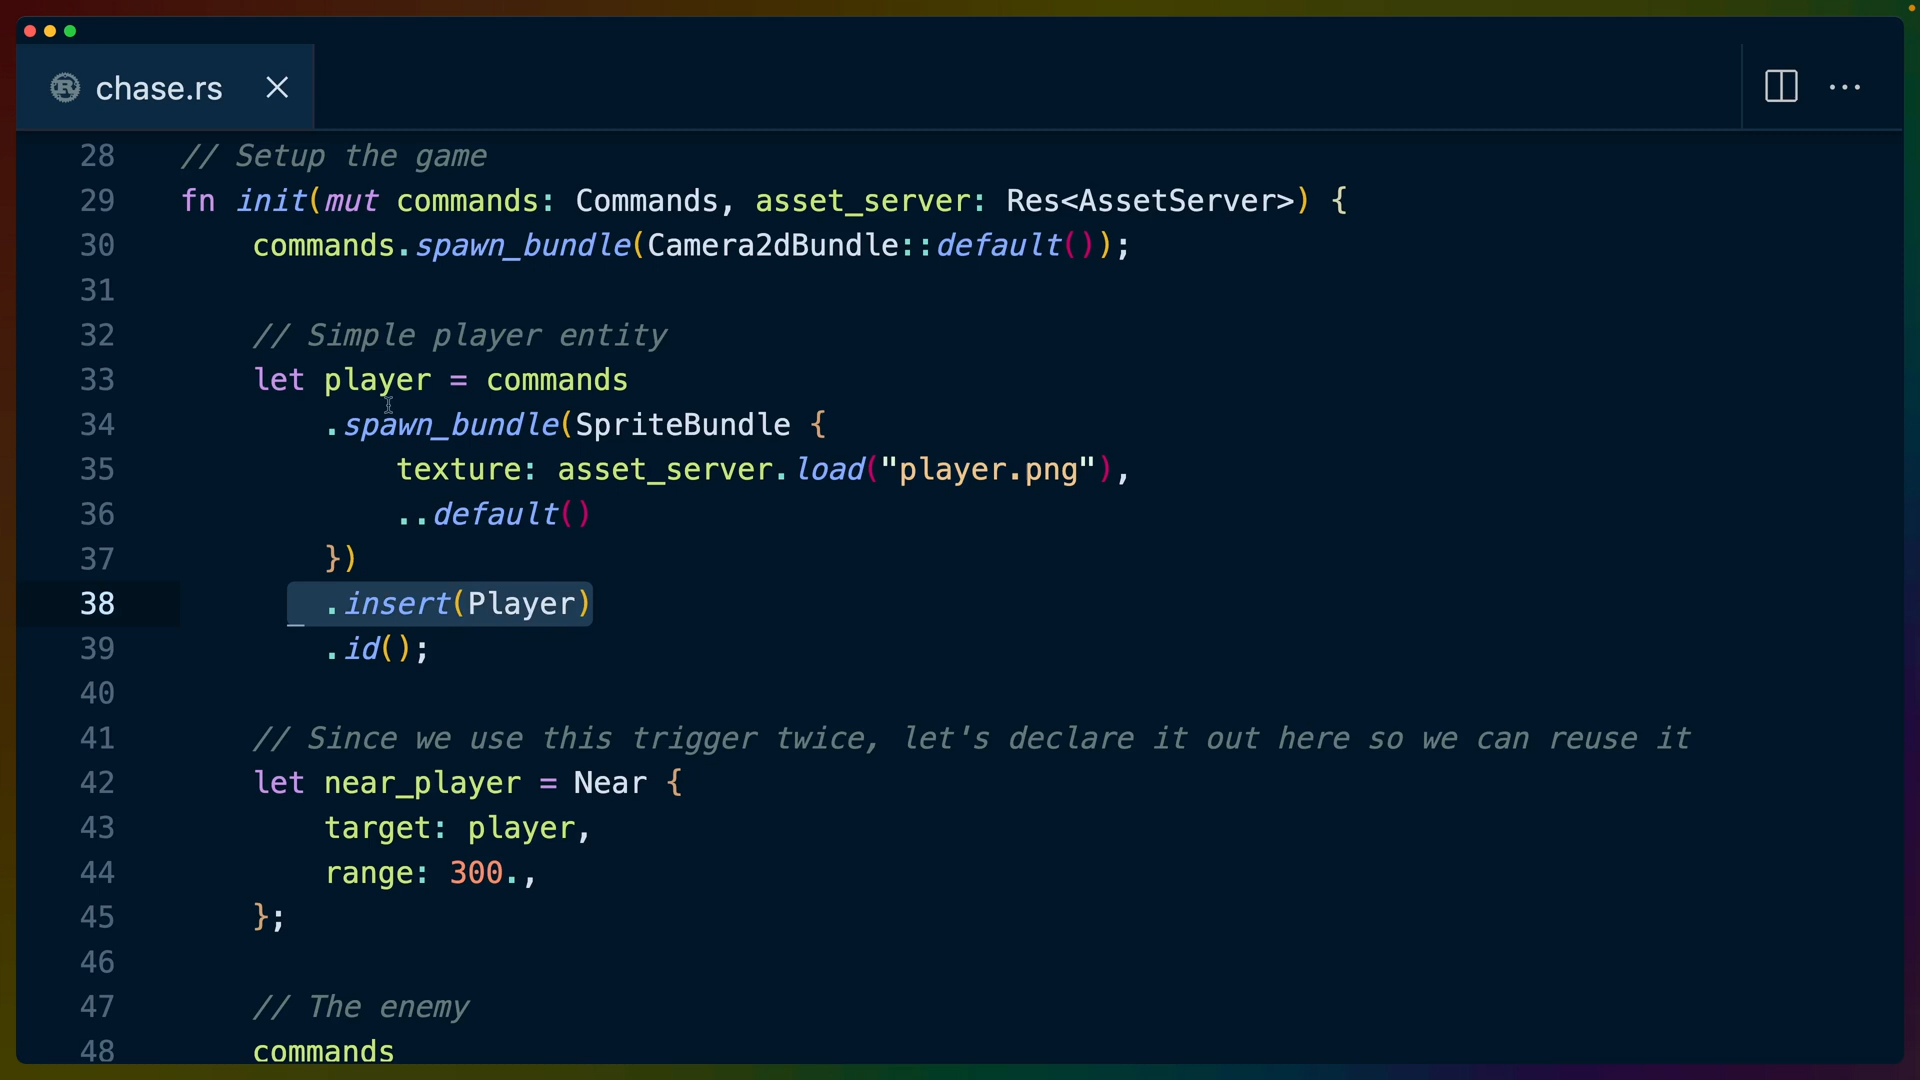 chase.rs
28 // Setup the game
29 fn init(mut commands: Commands, asset_server: Res<AssetServer>) {
30     commands.spawn_bundle(Camera2dBundle::default());
31
32     // Simple player entity
33     let player = commands
34         .spawn_bundle(SpriteBundle {
35             texture: asset_server.load("player.png"),
36             ..default()
37         })
38         .insert(Player)
39         .id();
40
41     // Since we use this trigger twice, let's declare it out here so we can reuse it
42     let near_player = Near {
43         target: player,
44         range: 300.,
45     };
46
47     // The enemy
48     commands